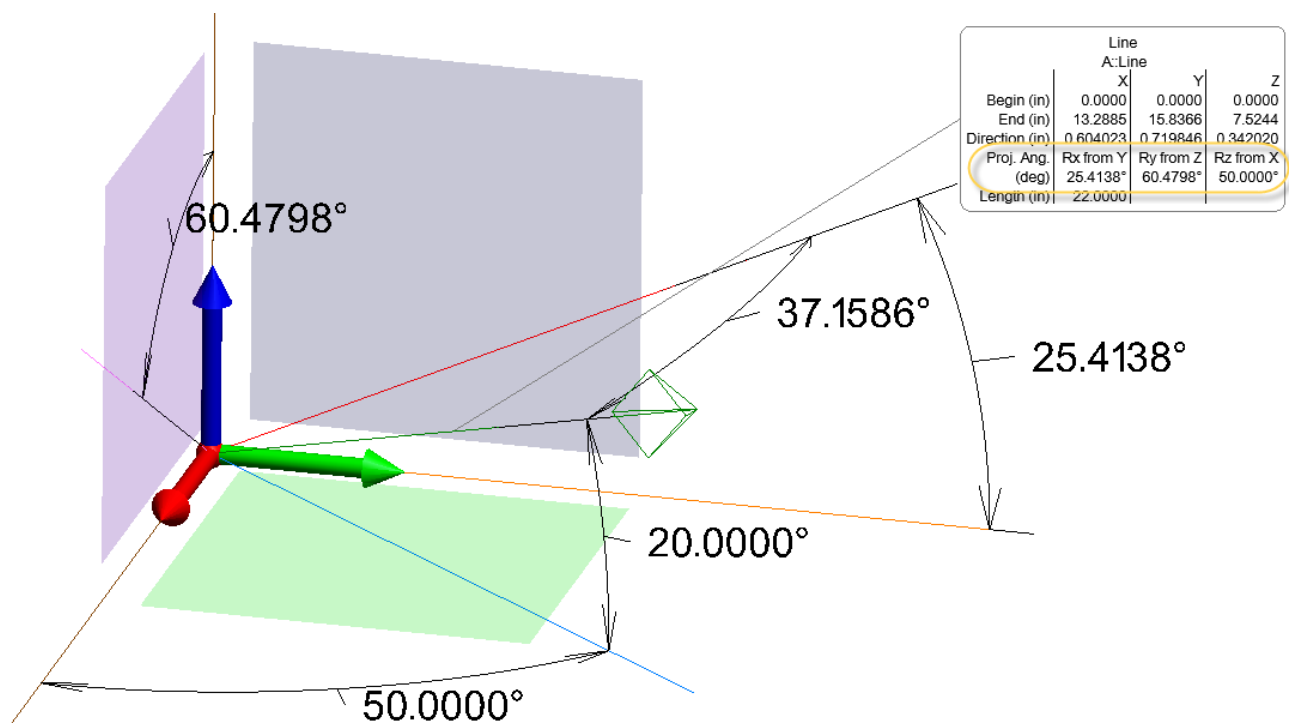 Line
A::Line
X Y Z
Begin (in) 0.0000 0.0000 0.0000
End (in) 13.2885 15.8366 7.5244
Direction (in) 0.604023 0.719846 0.342020
Proj. Ang. Rx from Y Ry from Z Rz from X
(deg) 25.4138° 60.4798° 50.0000°
Length (in) 22.0000
60.4798°
37.1586°
25.4138°
20.0000°
50.0000°